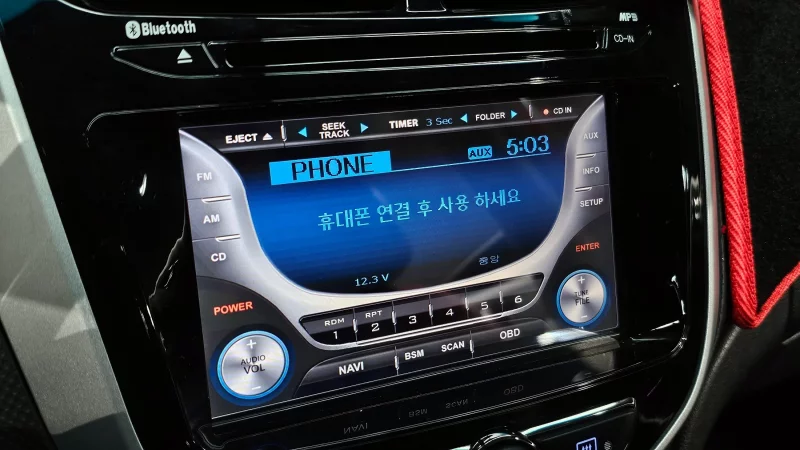 Bluetooth
MP3
CD-IN
EJECT
SEEK
TRACK
TIMER 3 Sec
FOLDER
CD IN
PHONE
AUX 5:03
휴대폰 연결 후 사용 하세요
12.3 V
중앙
FM
AM
CD
AUX
INFO
SETUP
ENTER
POWER
+
AUDIO
VOL
-
RDM
1
RPT
2
3
4
5
6
+
TUNE
FILE
-
NAVI
BSM
SCAN
OBD